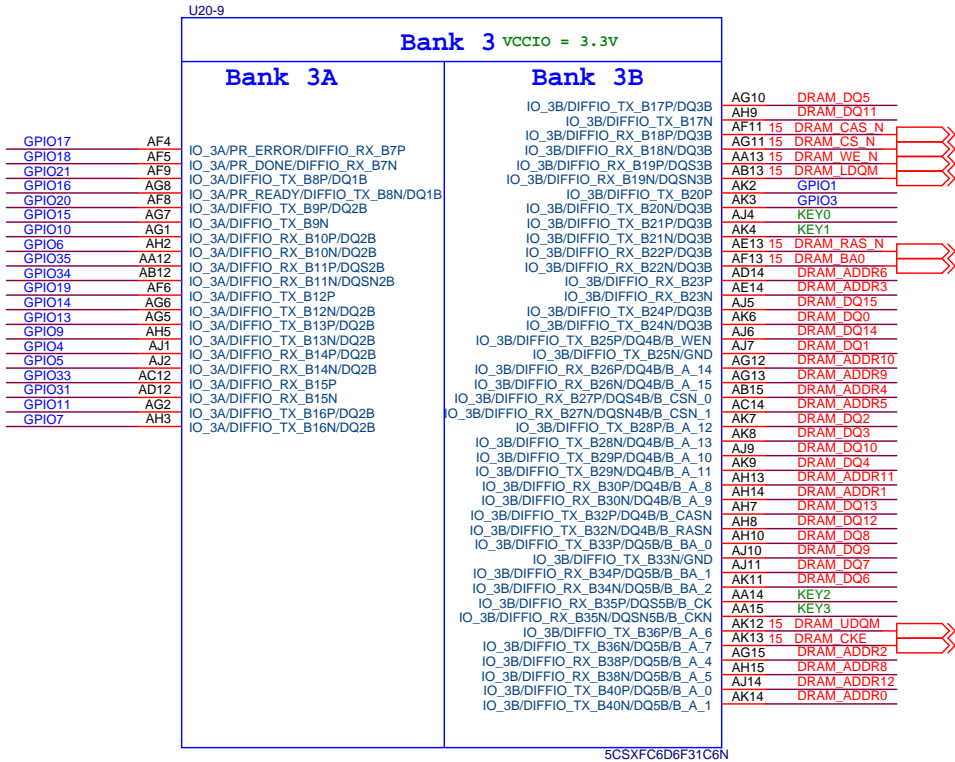 U20-9
Bank 3 VCCIO = 3.3V
Bank 3A
GPIO17 AF4 IO_3A/PR_ERROR/DIFFIO_RX_B7P
GPIO18 AF5 IO_3A/PR_DONE/DIFFIO_RX_B7N
GPIO21 AF9 IO_3A/DIFFIO_TX_B8P/DQ1B
GPIO16 AG8 IO_3A/PR_READY/DIFFIO_TX_B8N/DQ1B
GPIO20 AF8 IO_3A/DIFFIO_TX_B9P/DQ2B
GPIO15 AG7 IO_3A/DIFFIO_TX_B9N
GPIO10 AG1 IO_3A/DIFFIO_RX_B10P/DQ2B
GPIO6 AH2 IO_3A/DIFFIO_RX_B10N/DQ2B
GPIO35 AA12 IO_3A/DIFFIO_RX_B11P/DQS2B
GPIO34 AB12 IO_3A/DIFFIO_RX_B11N/DQSN2B
GPIO19 AF6 IO_3A/DIFFIO_TX_B12P
GPIO14 AG6 IO_3A/DIFFIO_TX_B12N/DQ2B
GPIO13 AG5 IO_3A/DIFFIO_TX_B13P/DQ2B
GPIO9 AH5 IO_3A/DIFFIO_TX_B13N/DQ2B
GPIO4 AJ1 IO_3A/DIFFIO_RX_B14P/DQ2B
GPIO5 AJ2 IO_3A/DIFFIO_RX_B14N/DQ2B
GPIO33 AC12 IO_3A/DIFFIO_RX_B15P
GPIO31 AD12 IO_3A/DIFFIO_RX_B15N
GPIO11 AG2 IO_3A/DIFFIO_TX_B16P/DQ2B
GPIO7 AH3 IO_3A/DIFFIO_TX_B16N/DQ2B
Bank 3B
IO_3B/DIFFIO_TX_B17P/DQ3B AG10 DRAM_DQ5
IO_3B/DIFFIO_TX_B17N AH9 DRAM_DQ11
IO_3B/DIFFIO_RX_B18P/DQ3B AF11 15 DRAM_CAS_N
IO_3B/DIFFIO_RX_B18N/DQ3B AG11 15 DRAM_CS_N
IO_3B/DIFFIO_RX_B19P/DQS3B AA13 15 DRAM_WE_N
IO_3B/DIFFIO_RX_B19N/DQSN3B AB13 15 DRAM_LDQM
IO_3B/DIFFIO_TX_B20P AK2 GPIO1
IO_3B/DIFFIO_TX_B20N/DQ3B AK3 GPIO3
IO_3B/DIFFIO_TX_B21P/DQ3B AJ4 KEY0
IO_3B/DIFFIO_TX_B21N/DQ3B AK4 KEY1
IO_3B/DIFFIO_RX_B22P/DQ3B AE13 15 DRAM_RAS_N
IO_3B/DIFFIO_RX_B22N/DQ3B AF13 15 DRAM_BA0
IO_3B/DIFFIO_RX_B23P AD14 DRAM_ADDR6
IO_3B/DIFFIO_RX_B23N AE14 DRAM_ADDR3
IO_3B/DIFFIO_TX_B24P/DQ3B AJ5 DRAM_DQ15
IO_3B/DIFFIO_TX_B24N/DQ3B AK6 DRAM_DQ0
IO_3B/DIFFIO_TX_B25P/DQ4B/B_WEN AJ6 DRAM_DQ14
IO_3B/DIFFIO_TX_B25N/GND AJ7 DRAM_DQ1
IO_3B/DIFFIO_RX_B26P/DQ4B/B_A_14 AG12 DRAM_ADDR10
IO_3B/DIFFIO_RX_B26N/DQ4B/B_A_15 AG13 DRAM_ADDR9
IO_3B/DIFFIO_RX_B27P/DQS4B/B_CSN_0 AB15 DRAM_ADDR4
IO_3B/DIFFIO_RX_B27N/DQSN4B/B_CSN_1 AC14 DRAM_ADDR5
IO_3B/DIFFIO_TX_B28P/B_A_12 AK7 DRAM_DQ2
IO_3B/DIFFIO_TX_B28N/DQ4B/B_A_13 AK8 DRAM_DQ3
IO_3B/DIFFIO_TX_B29P/DQ4B/B_A_10 AJ9 DRAM_DQ10
IO_3B/DIFFIO_TX_B29N/DQ4B/B_A_11 AK9 DRAM_DQ4
IO_3B/DIFFIO_RX_B30P/DQ4B/B_A_8 AH13 DRAM_ADDR11
IO_3B/DIFFIO_RX_B30N/DQ4B/B_A_9 AH14 DRAM_ADDR1
IO_3B/DIFFIO_TX_B32P/DQ4B/B_CASN AH7 DRAM_DQ13
IO_3B/DIFFIO_TX_B32N/DQ4B/B_RASN AH8 DRAM_DQ12
IO_3B/DIFFIO_TX_B33P/DQ5B/B_BA_0 AH10 DRAM_DQ8
IO_3B/DIFFIO_TX_B33N/GND AJ10 DRAM_DQ9
IO_3B/DIFFIO_RX_B34P/DQ5B/B_BA_1 AJ11 DRAM_DQ7
IO_3B/DIFFIO_RX_B34N/DQ5B/B_BA_2 AK11 DRAM_DQ6
IO_3B/DIFFIO_RX_B35P/DQS5B/B_CK AA14 KEY2
IO_3B/DIFFIO_RX_B35N/DQSN5B/B_CKN AA15 KEY3
IO_3B/DIFFIO_TX_B36P/B_A_6 AK12 15 DRAM_UDQM
IO_3B/DIFFIO_TX_B36N/DQ5B/B_A_7 AK13 15 DRAM_CKE
IO_3B/DIFFIO_RX_B38P/DQ5B/B_A_4 AG15 DRAM_ADDR2
IO_3B/DIFFIO_RX_B38N/DQ5B/B_A_5 AH15 DRAM_ADDR8
IO_3B/DIFFIO_TX_B40P/DQ5B/B_A_0 AJ14 DRAM_ADDR12
IO_3B/DIFFIO_TX_B40N/DQ5B/B_A_1 AK14 DRAM_ADDR0
5CSXFC6D6F31C6N